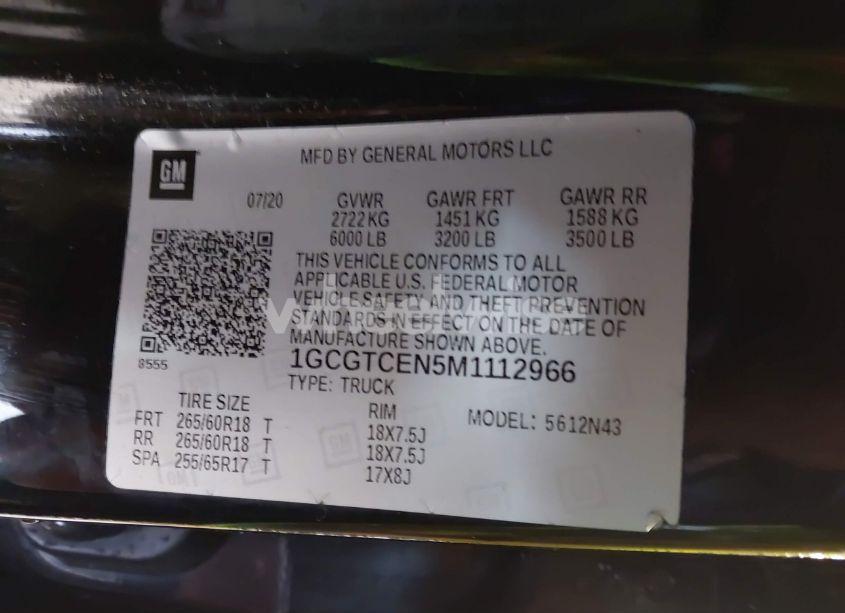 GM
MFD BY GENERAL MOTORS LLC
07/20 GVWR GAWR FRT GAWR RR
2722 KG 1451 KG 1588 KG
6000 LB 3200 LB 3500 LB
THIS VEHICLE CONFORMS TO ALL
APPLICABLE U.S. FEDERAL MOTOR
VEHICLE SAFETY AND THEFT PREVENTION
STANDARDS IN EFFECT ON THE DATE OF
MANUFACTURE SHOWN ABOVE.
8555
1GCGTCEN5M1112966
TYPE: TRUCK
TIRE SIZE RIM MODEL: 5612N43
FRT 265/60R18 T 18X7.5J
RR 265/60R18 T 18X7.5J
SPA 255/65R17 T 17X8J